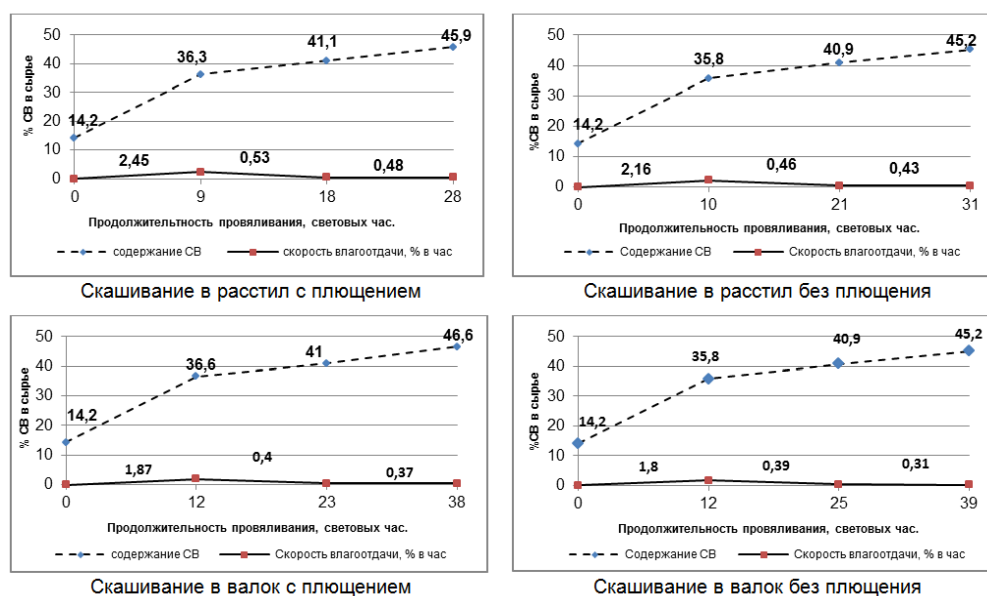 50
40
30
20
10
0
% СВ в сырье
14,2
36,3
41,1
45,9
2,45
0,53
0,48
0 9 18 28
Продолжительтность провяливания, световых час.
содержание СВ скорость влагоотдачи, % в час
Скашивание в расстил с плющением
50
40
30
20
10
0
%СВ в сырье
14,2
35,8
40,9
45,2
2,16
0,46
0,43
0 10 21 31
Продолжительность провяливания, световых час.
Содержание СВ Скорость влагоотдачи, % в час
Скашивание в расстил без плющения
50
40
30
20
10
0
% СВ в сырье
14,2
36,6
41
46,6
1,87
0,4
0,37
0 12 23 38
Продолжительность провяливания, световых час.
содержание СВ Скорость влагоотдачи, % в час
Скашивание в валок с плющением
50
40
30
20
10
0
%СВ в сырье
14,2
35,8
40,9
45,2
1,8
0,39
0,31
0 12 25 39
Продолжительность провяливания, световых час.
Содержание СВ Скорость влагоотдачи, % в час
Скашивание в валок без плющения